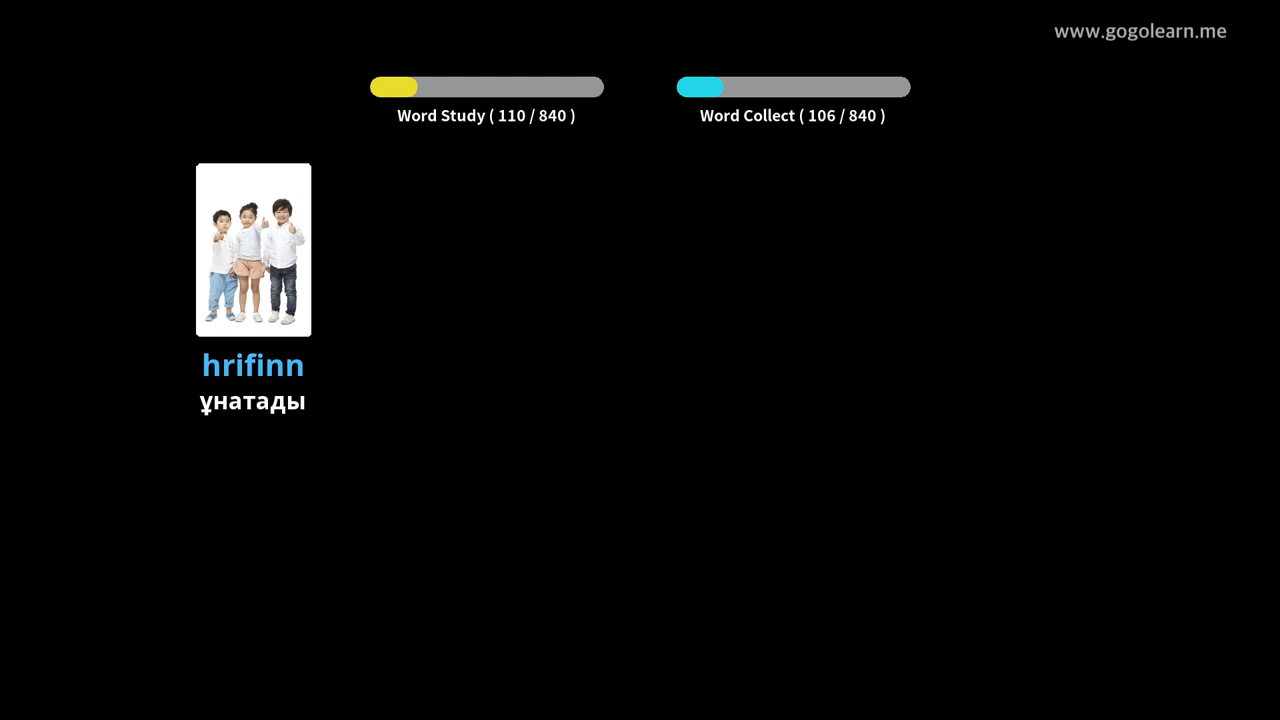 www.gogolearn.me
Word Study ( 110 / 840 )
Word Collect ( 106 / 840 )
hrifinn
ұнатады